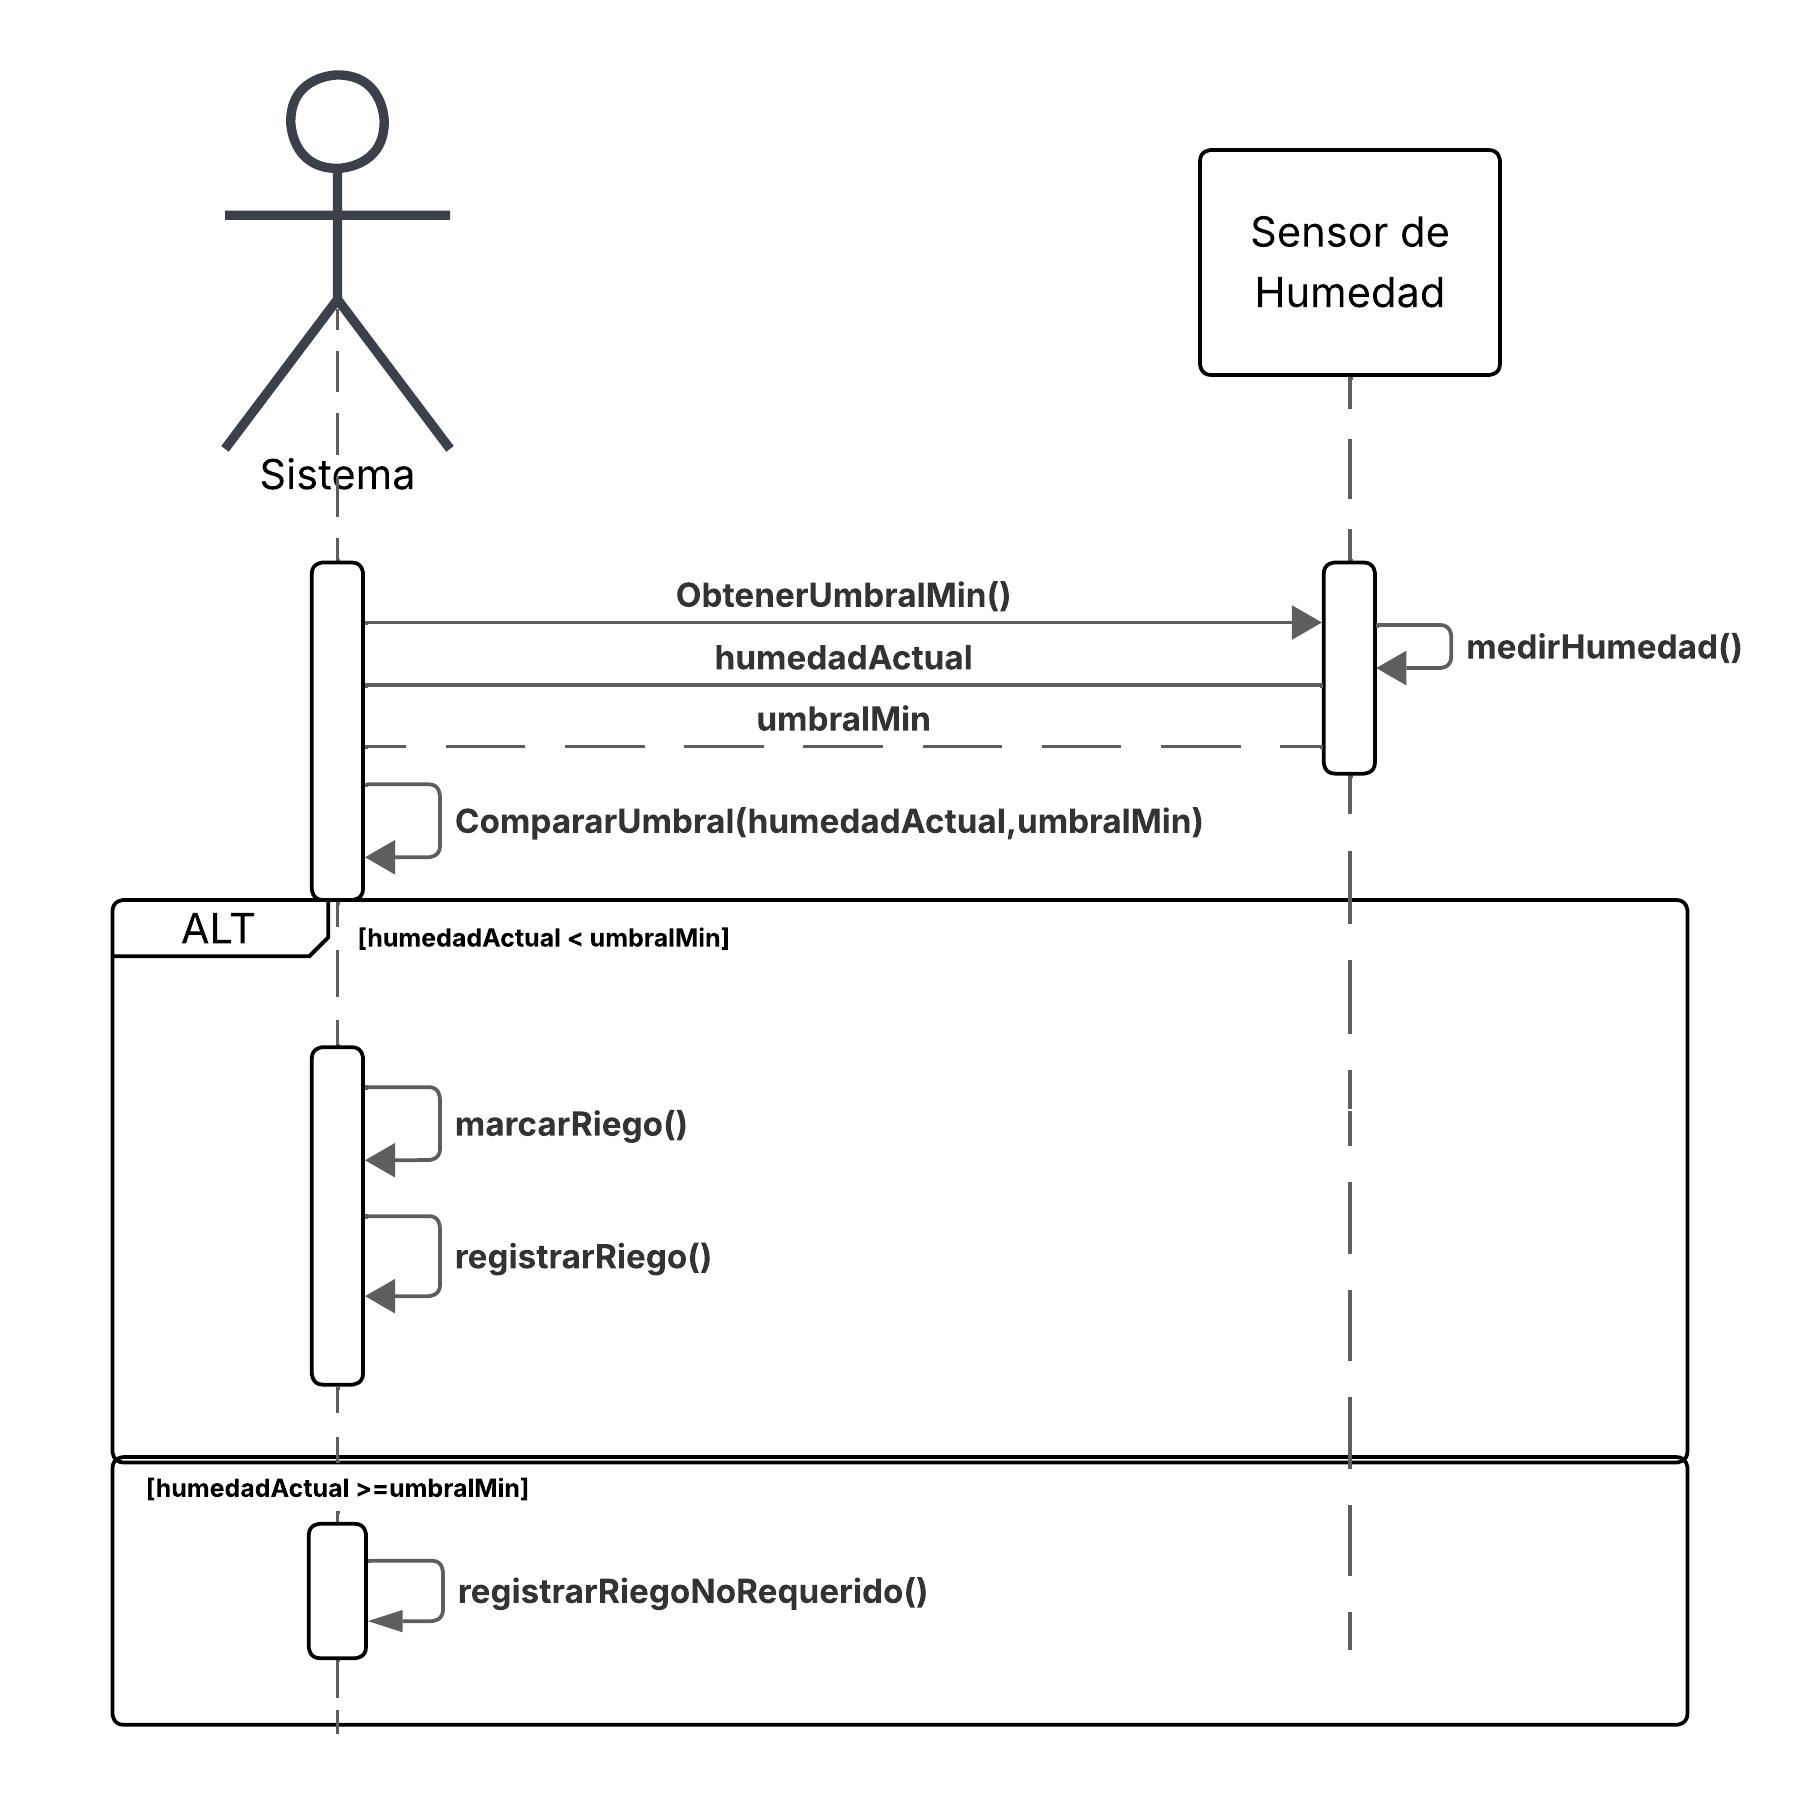 Sensor de
Humedad
Sistema
ObtenerUmbralMin()
humedadActual
medirHumedad()
umbralMin
CompararUmbral(humedadActual,umbralMin)
ALT
[humedadActual < umbralMin]
marcarRiego()
registrarRiego()
[humedadActual >=umbralMin]
registrarRiegoNoRequerido()